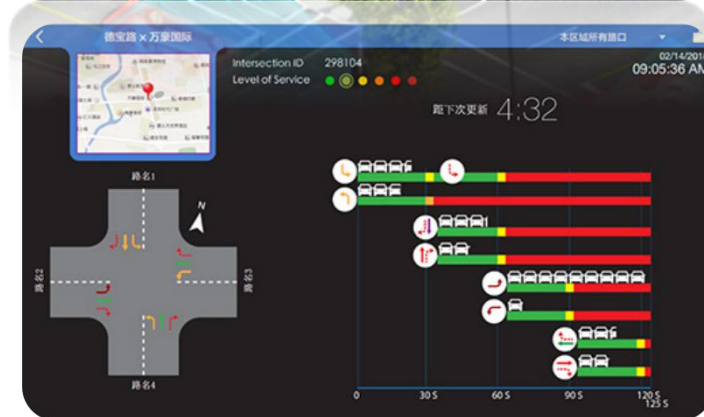 德宝路 × 万豪国际
本区域所有路口
Intersection ID 298104
Level of Service
02/14/201
09:05:36 AM
距下次更新 4:32
路名1
N
路名2
路名3
路名4
0 30 S 60 S 90 S 120 S
125 S